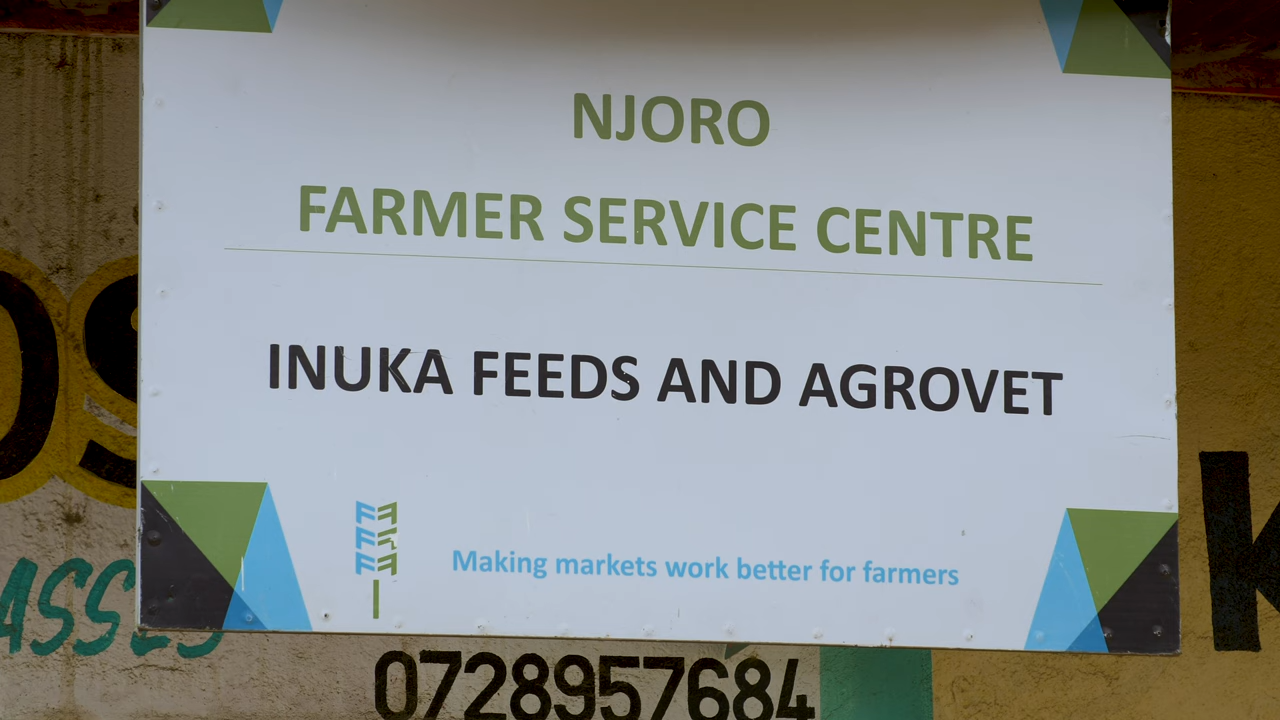 NJORO
FARMER SERVICE CENTRE
INUKA FEEDS AND AGROVET
Making markets work better for farmers
0728957684